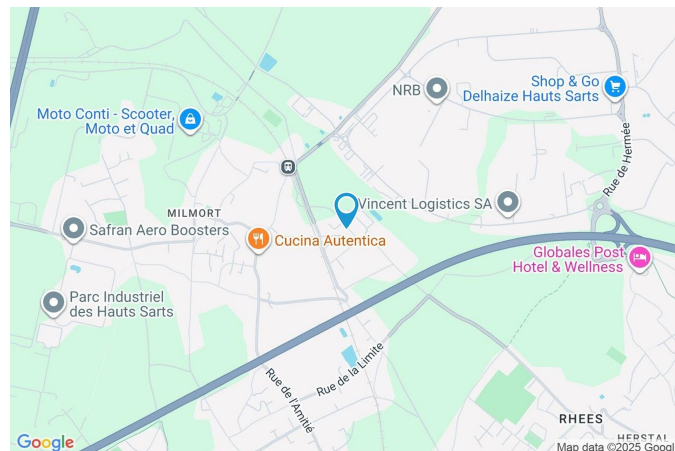 Shop & Go
Delhaize Hauts Sarts
NRB
Moto Conti - Scooter,
Moto et Quad
Rue de Hermée
Vincent Logistics SA
MILMORT
Safran Aero Boosters
Cucina Autentica
Globales Post
Hotel & Wellness
Parc Industriel
des Hauts Sarts
Rue de la Limite
Rue de l'Amitié
RHEES
HERSTAL
Google
Map data ©2025 Googl